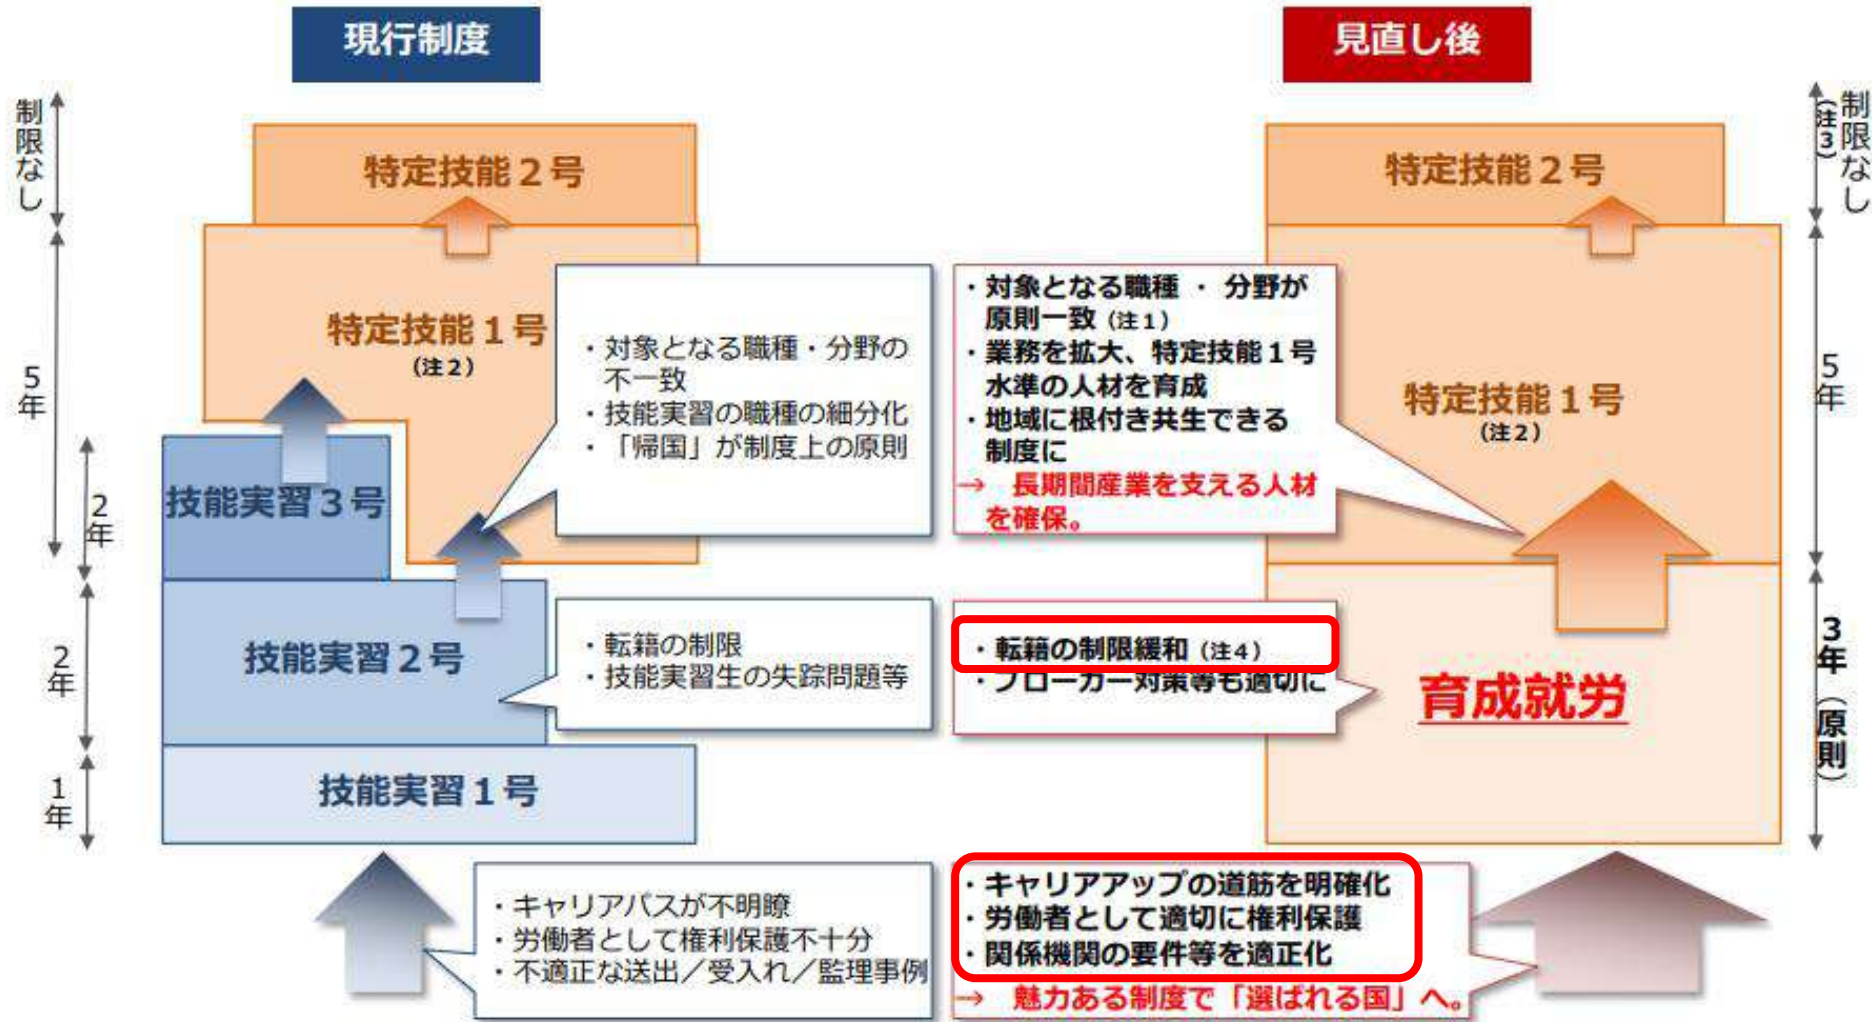 現行制度
見直し後
制限なし
5年
2年
2年
1年
特定技能２号
特定技能１号
(注２)
技能実習３号
技能実習２号
技能実習１号
・対象となる職種・分野の
不一致
・技能実習の職種の細分化
・「帰国」が制度上の原則
・転籍の制限
・技能実習生の失踪問題等
・キャリアパスが不明瞭
・労働者として権利保護不十分
・不適正な送出／受入れ／監理事例
・対象となる職種 ・ 分野が
原則一致（注１）
・業務を拡大、特定技能１号
水準の人材を育成
・地域に根付き共生できる
制度に
→ 長期間産業を支える人材
を確保。
・転籍の制限緩和（注４）
・ブローカー対策等も適切に
・キャリアアップの道筋を明確化
・労働者として適切に権利保護
・関係機関の要件等を適正化
→ 魅力ある制度で「選ばれる国」へ。
特定技能２号
特定技能１号
(注２)
育成就労
制限なし
（注３）
5年
3年（原則）